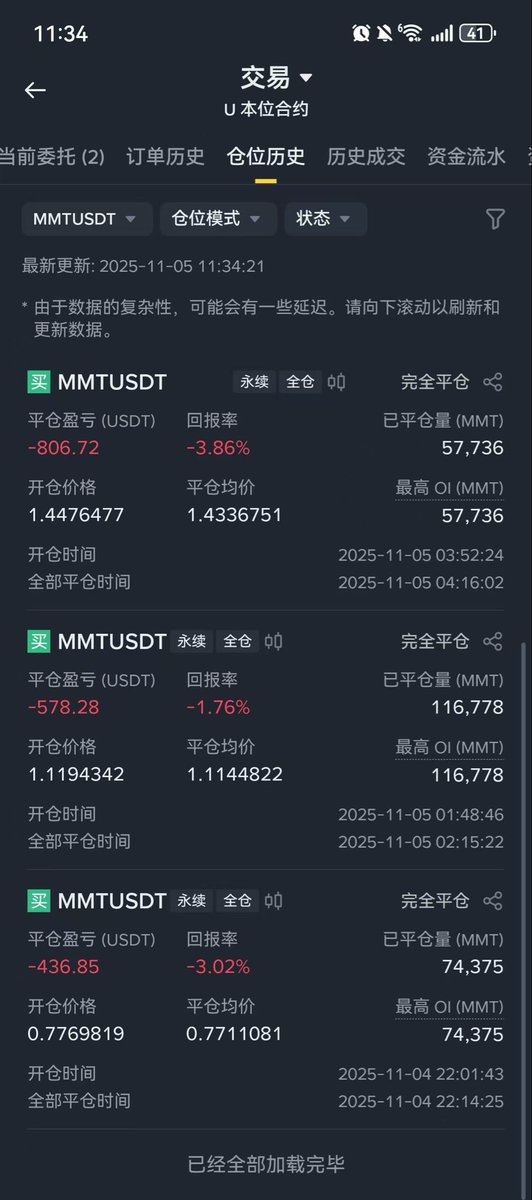 11:34
6
41
交易
U 本位合约
当前委托 (2) 订单历史 仓位历史 历史成交 资金流水
MMTUSDT 仓位模式 状态
最新更新: 2025-11-05 11:34:21
* 由于数据的复杂性，可能会有一些延迟。请向下滚动以刷新和
更新数据。
买 MMTUSDT 永续 全仓 完全平仓
平仓盈亏 (USDT) 回报率 已平仓量 (MMT)
-806.72 -3.86% 57,736
开仓价格 平仓均价 最高 OI (MMT)
1.4476477 1.4336751 57,736
开仓时间 2025-11-05 03:52:24
全部平仓时间 2025-11-05 04:16:02
买 MMTUSDT 永续 全仓 完全平仓
平仓盈亏 (USDT) 回报率 已平仓量 (MMT)
-578.28 -1.76% 116,778
开仓价格 平仓均价 最高 OI (MMT)
1.1194342 1.1144822 116,778
开仓时间 2025-11-05 01:48:46
全部平仓时间 2025-11-05 02:15:22
买 MMTUSDT 永续 全仓 完全平仓
平仓盈亏 (USDT) 回报率 已平仓量 (MMT)
-436.85 -3.02% 74,375
开仓价格 平仓均价 最高 OI (MMT)
0.7769819 0.7711081 74,375
开仓时间 2025-11-04 22:01:43
全部平仓时间 2025-11-04 22:14:25
已经全部加载完毕